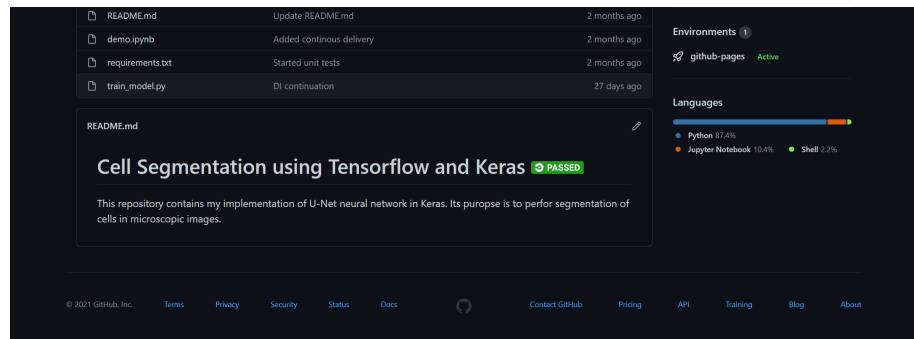 README.md Update README.md 2 months ago
demo.ipynb Added continous delivery 2 months ago
requirements.txt Started unit tests 2 months ago
train_model.py DI continuation 27 days ago
README.md
Cell Segmentation using Tensorflow and Keras PASSED
This repository contains my implementation of U-Net neural network in Keras. Its puropse is to perfor segmentation of
cells in microscopic images.
Environments 1
github-pages Active
Languages
Python 87.4%
Jupyter Notebook 10.4% Shell 2.2%
© 2021 GitHub, Inc. Terms Privacy Security Status Docs Contact GitHub Pricing API Training Blog About